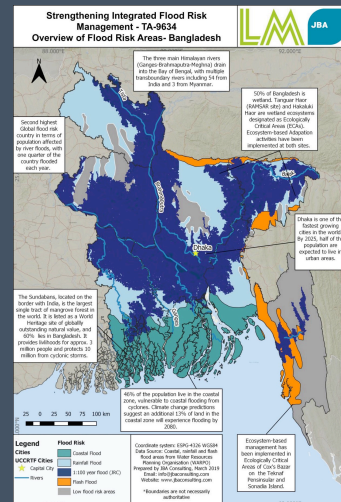 Strengthening Integrated Flood Risk
Management - TA-9634
Overview of Flood Risk Areas- Bangladesh
LM
JBA
N
The three main Himalayan rivers
(Ganges-Brahmaputra-Meghna) drain
into the Bay of Bengal, with multiple
transboundary rivers including 54 from
India and 3 from Myanmar.
50% of Bangladesh is
wetland. Tanguar Haor
(RAMSAR site) and Hakaluki
Haor are wetland ecosystems
designated as Ecologically
Critical Areas (ECAs).
Ecosystem-based Adapation
activities have been
implemented at both sites.
Second highest
Global flood risk
country in terms of
population affected
by river floods, with
one quarter of the
country flooded
each year.
Dhaka
Dhaka is one of the
fastest growing
cities in the world.
By 2025, half of the
population are
expected to live in
urban areas.
The Sundabans, located on the
border with India, is the largest
single tract of mangrove forest in
the world. It is listed as a World
Heritage site of globally
outstanding natural value, and
60% lies in Bangladesh. It
provides livelihoods for approx. 3
million people and protects 10
million from cyclonic storms.
46% of the population live in the coastal
zone, vulnerable to coastal flooding from
cyclones. Climate change predictions
suggest an additional 13% of land in the
coastal zone will experience flooding by
2080.
Ecosystem-based
management has
been implemented in
Ecologically Critical
Areas of Cox's Bazar
on the Teknaf
Pennsinsular and
Sonadia Island.
25 0 25 50 75 100 km
Legend
Cities
UCCRTF Cities
Capital City
Rivers
Flood Risk
Coastal Flood
Rainfall Flood
1:100 year flood (JRC)
Flash Flood
Low flood risk areas
Coordinate system: ESPG-4326 WGS84
Data Source: Coastal, rainfall and flash
flood areas from Water Resources
Planning Organisation (WARPO)
Prepared by JBA Consulting, March 2019
Email: info@jbaconsulting.com
Website: www.jbaconsulting.com
*Boundaries are not necessarily
authoritative